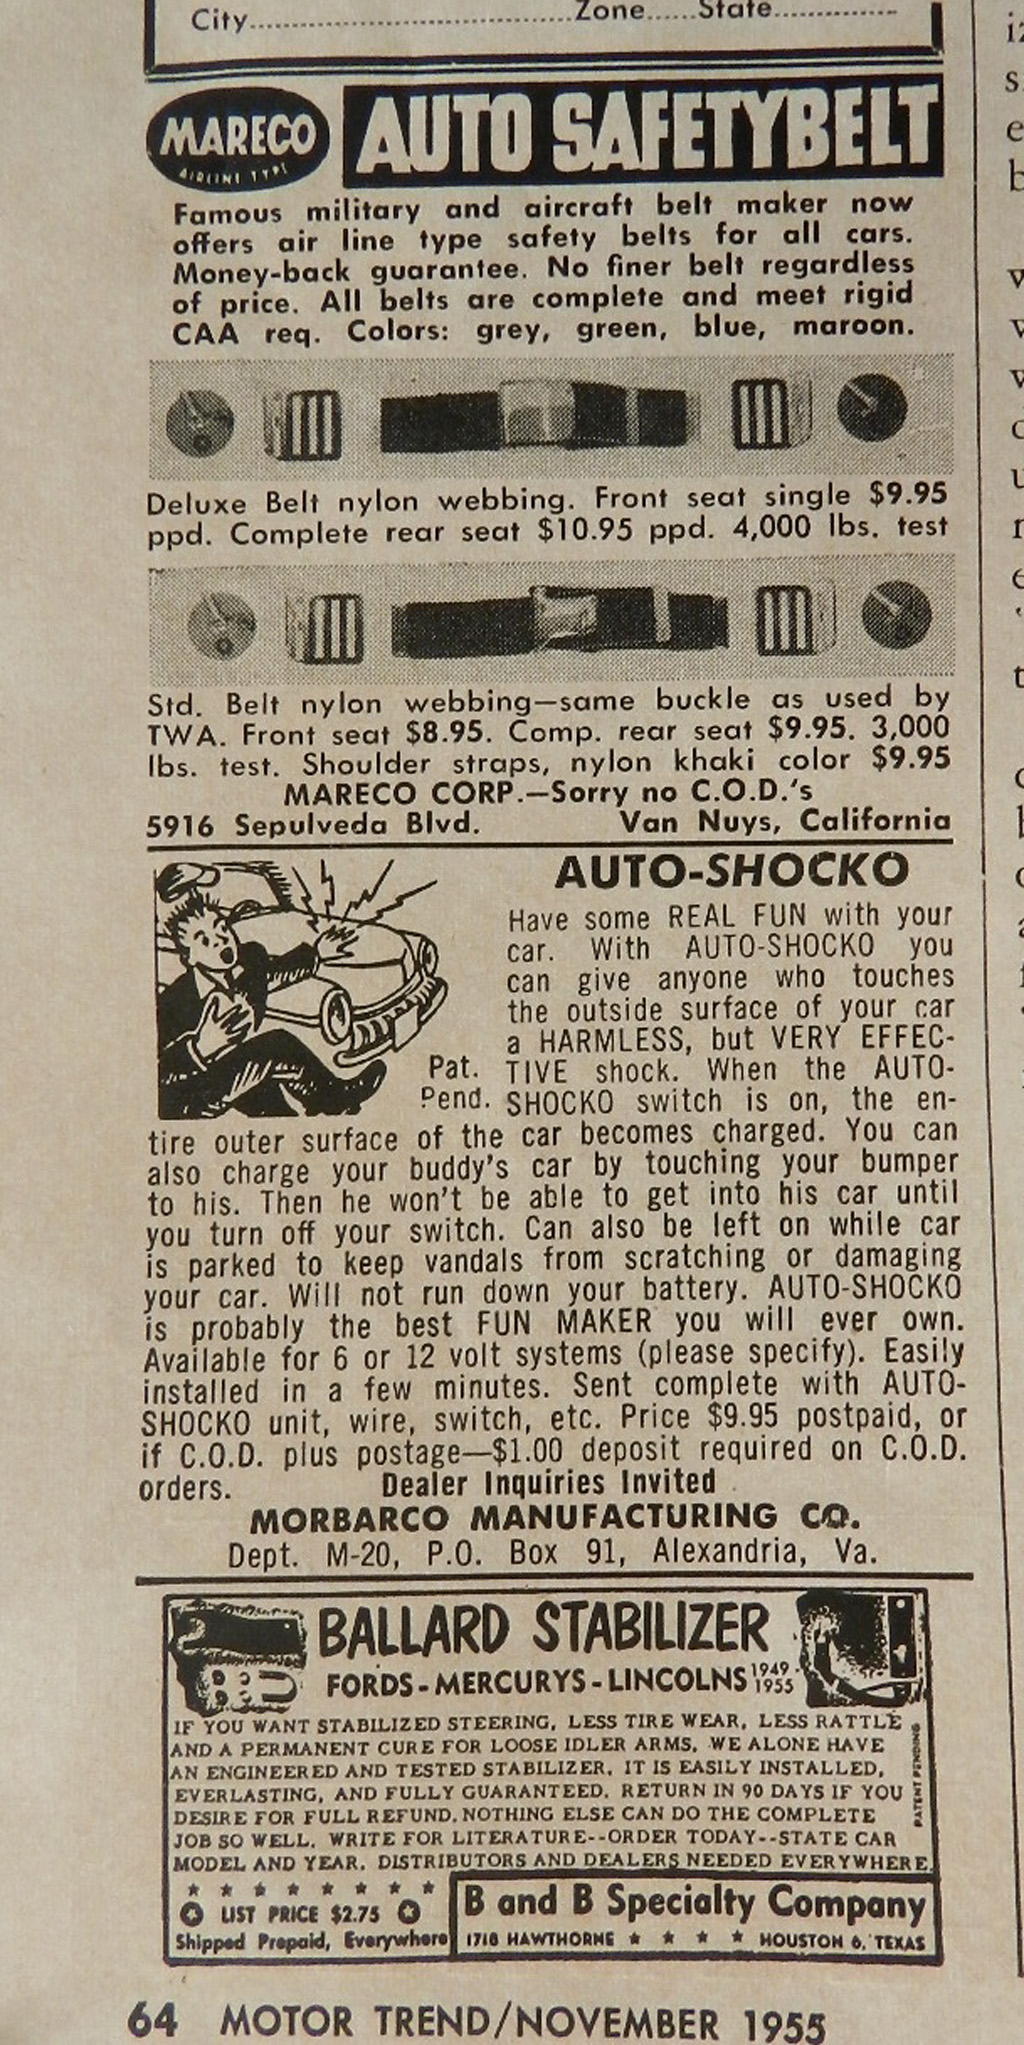 City..............................Zone......State..............
MARECO
AIRLINE TYPE
AUTO SAFETYBELT
Famous military and aircraft belt maker now
offers air line type safety belts for all cars.
Money-back guarantee. No finer belt regardless
of price. All belts are complete and meet rigid
CAA req. Colors: grey, green, blue, maroon.
Deluxe Belt nylon webbing. Front seat single $9.95
ppd. Complete rear seat $10.95 ppd. 4,000 lbs. test
Std. Belt nylon webbing—same buckle as used by
TWA. Front seat $8.95. Comp. rear seat $9.95. 3,000
lbs. test. Shoulder straps, nylon khaki color $9.95
MARECO CORP.—Sorry no C.O.D.'s
5916 Sepulveda Blvd. Van Nuys, California
AUTO-SHOCKO
Have some REAL FUN with your
car. With AUTO-SHOCKO you
can give anyone who touches
the outside surface of your car
a HARMLESS, but VERY EFFEC-
Pat. TIVE shock. When the AUTO-
Pend. SHOCKO switch is on, the en-
tire outer surface of the car becomes charged. You can
also charge your buddy's car by touching your bumper
to his. Then he won't be able to get into his car until
you turn off your switch. Can also be left on while car
is parked to keep vandals from scratching or damaging
your car. Will not run down your battery. AUTO-SHOCKO
is probably the best FUN MAKER you will ever own.
Available for 6 or 12 volt systems (please specify). Easily
installed in a few minutes. Sent complete with AUTO-
SHOCKO unit, wire, switch, etc. Price $9.95 postpaid, or
if C.O.D. plus postage—$1.00 deposit required on C.O.D.
orders. Dealer Inquiries Invited
MORBARCO MANUFACTURING CO.
Dept. M-20, P.O. Box 91, Alexandria, Va.
BALLARD STABILIZER
FORDS-MERCURYS-LINCOLNS 1949-1955
IF YOU WANT STABILIZED STEERING, LESS TIRE WEAR, LESS RATTLE
AND A PERMANENT CURE FOR LOOSE IDLER ARMS, WE ALONE HAVE
AN ENGINEERED AND TESTED STABILIZER. IT IS EASILY INSTALLED,
EVERLASTING, AND FULLY GUARANTEED. RETURN IN 90 DAYS IF YOU
DESIRE FOR FULL REFUND. NOTHING ELSE CAN DO THE COMPLETE
JOB SO WELL. WRITE FOR LITERATURE--ORDER TODAY--STATE CAR
MODEL AND YEAR. DISTRIBUTORS AND DEALERS NEEDED EVERYWHERE.
PATENT PENDING
LIST PRICE $2.75
Shipped Prepaid, Everywhere
B and B Specialty Company
1718 HAWTHORNE ★ ★ ★ ★ HOUSTON 6, TEXAS
64 MOTOR TREND/NOVEMBER 1955